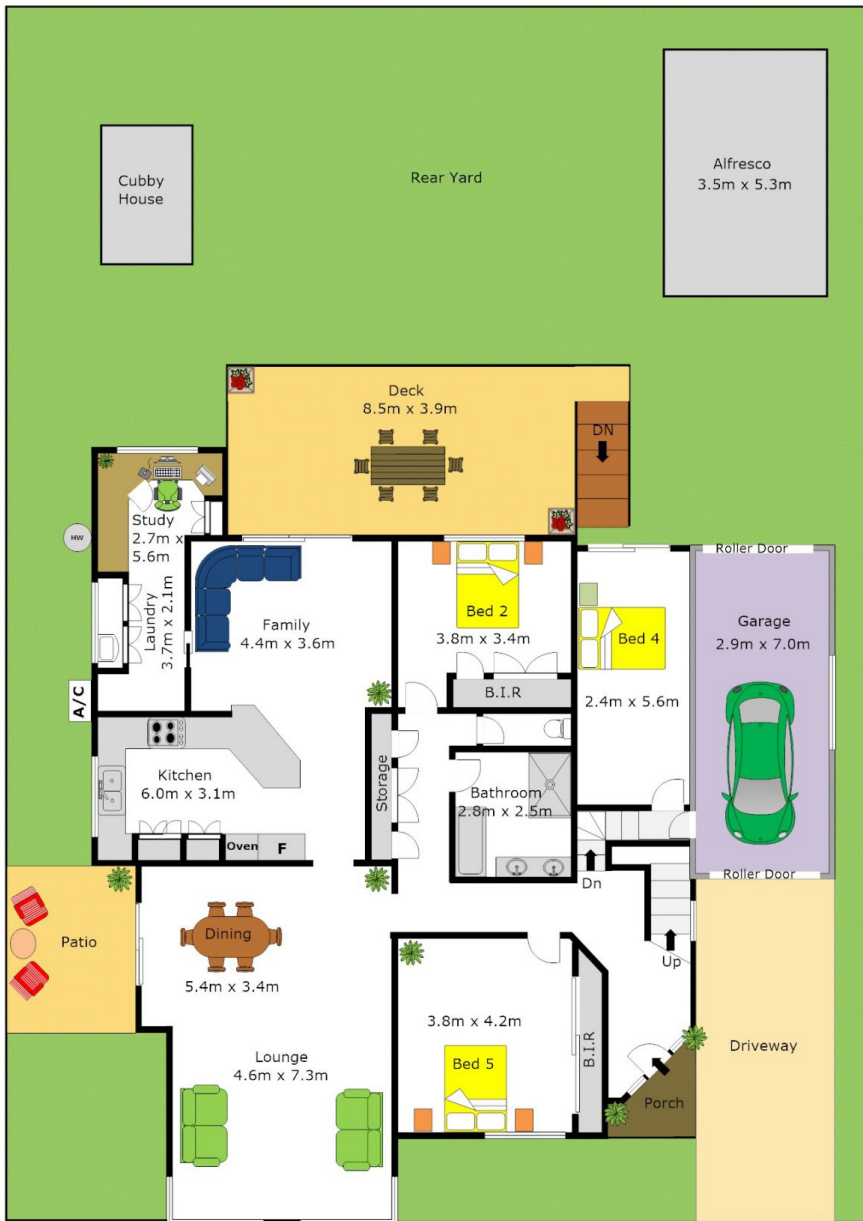 Cubby
House
Rear Yard
Alfresco
3.5m x 5.3m
Deck
8.5m x 3.9m
DN
Study
2.7m x
5.6m
HW
Laundry
3.7m x 2.1m
A/C
Family
4.4m x 3.6m
Bed 2
3.8m x 3.4m
B.I.R
Bed 4
2.4m x 5.6m
Roller Door
Garage
2.9m x 7.0m
Roller Door
Kitchen
6.0m x 3.1m
Oven
F
Storage
Bathroom
2.8m x 2.5m
Dn
Up
Patio
Dining
5.4m x 3.4m
Lounge
4.6m x 7.3m
3.8m x 4.2m
Bed 5
B.I.R
Porch
Driveway